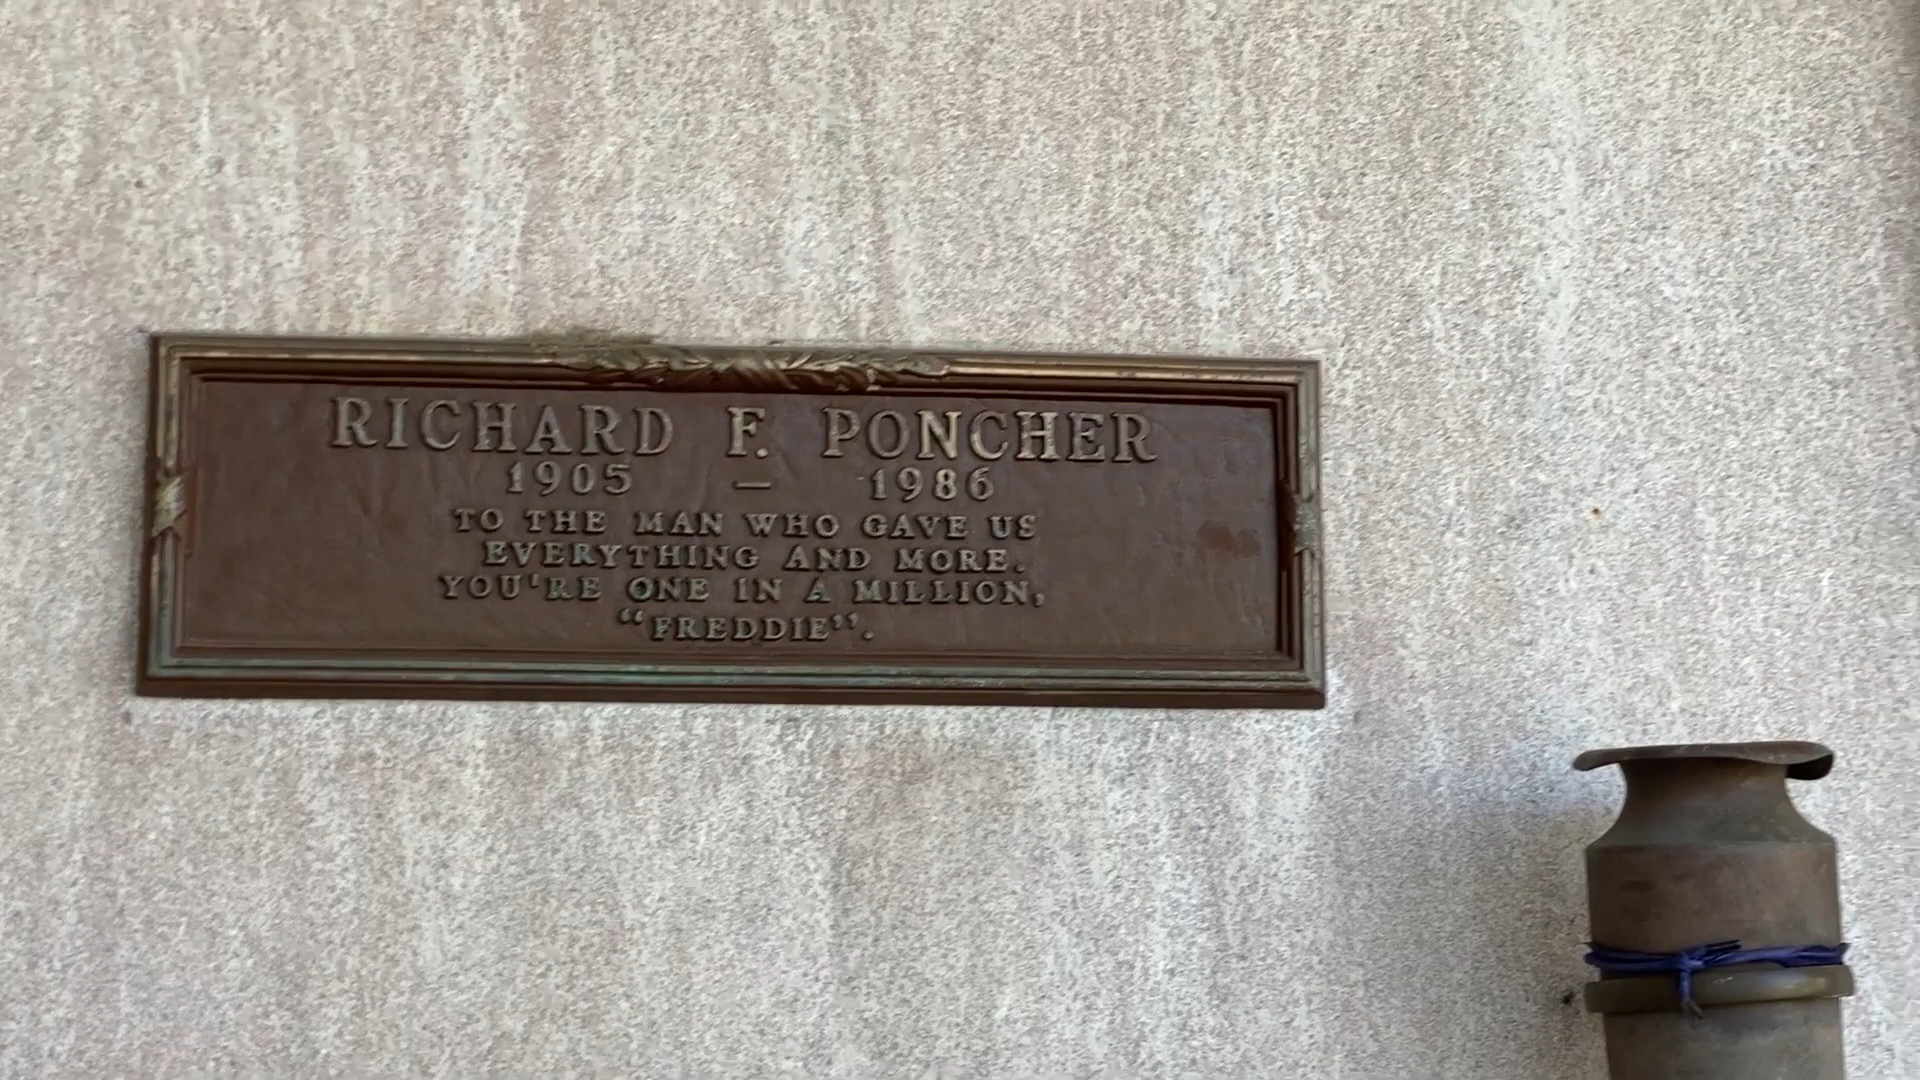 RICHARD F. PONCHER
1905 — 1986
TO THE MAN WHO GAVE US
EVERYTHING AND MORE.
YOU'RE ONE IN A MILLION,
“FREDDIE”.